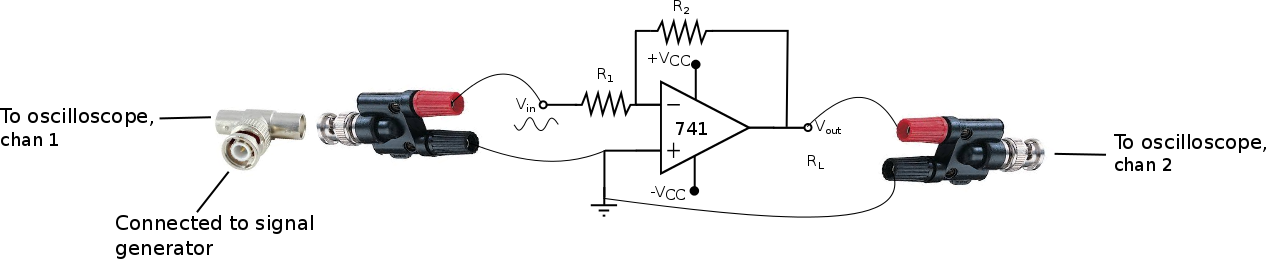 R2
+VCC
R1
Vin
To oscilloscope,
chan 1
741
−
+
Vout
To oscilloscope,
chan 2
RL
-VCC
Connected to signal
generator